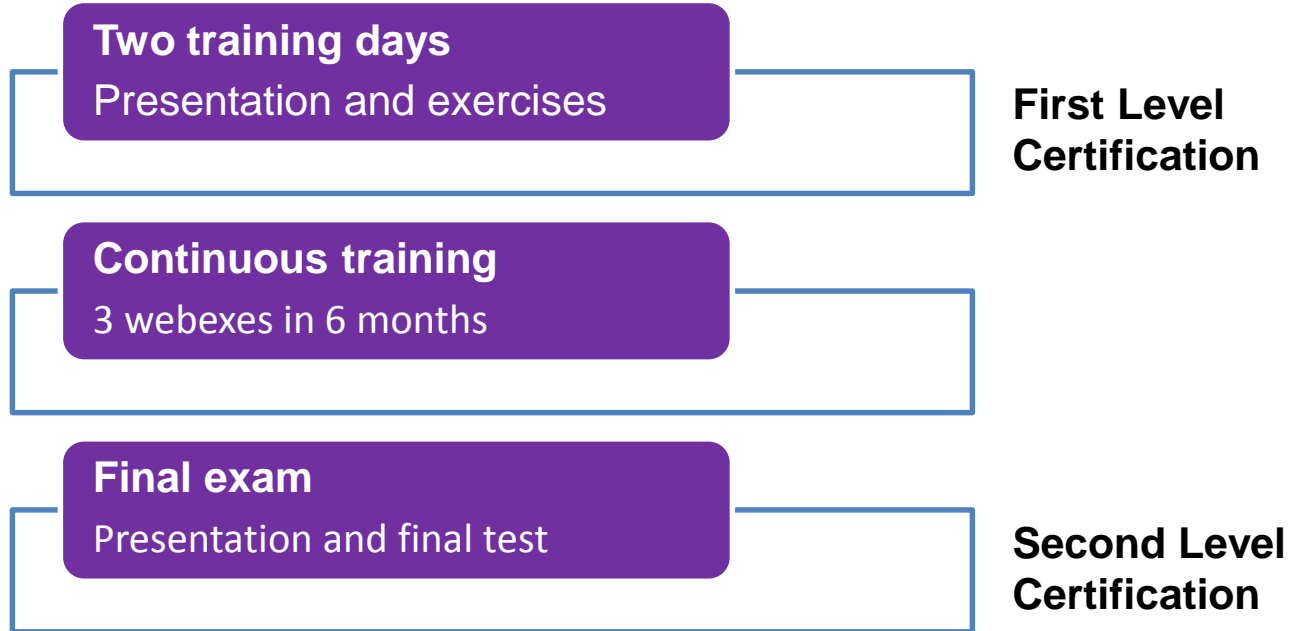 Two training days
Presentation and exercises
First Level
Certification
Continuous training
3 webexes in 6 months
Final exam
Presentation and final test
Second Level
Certification